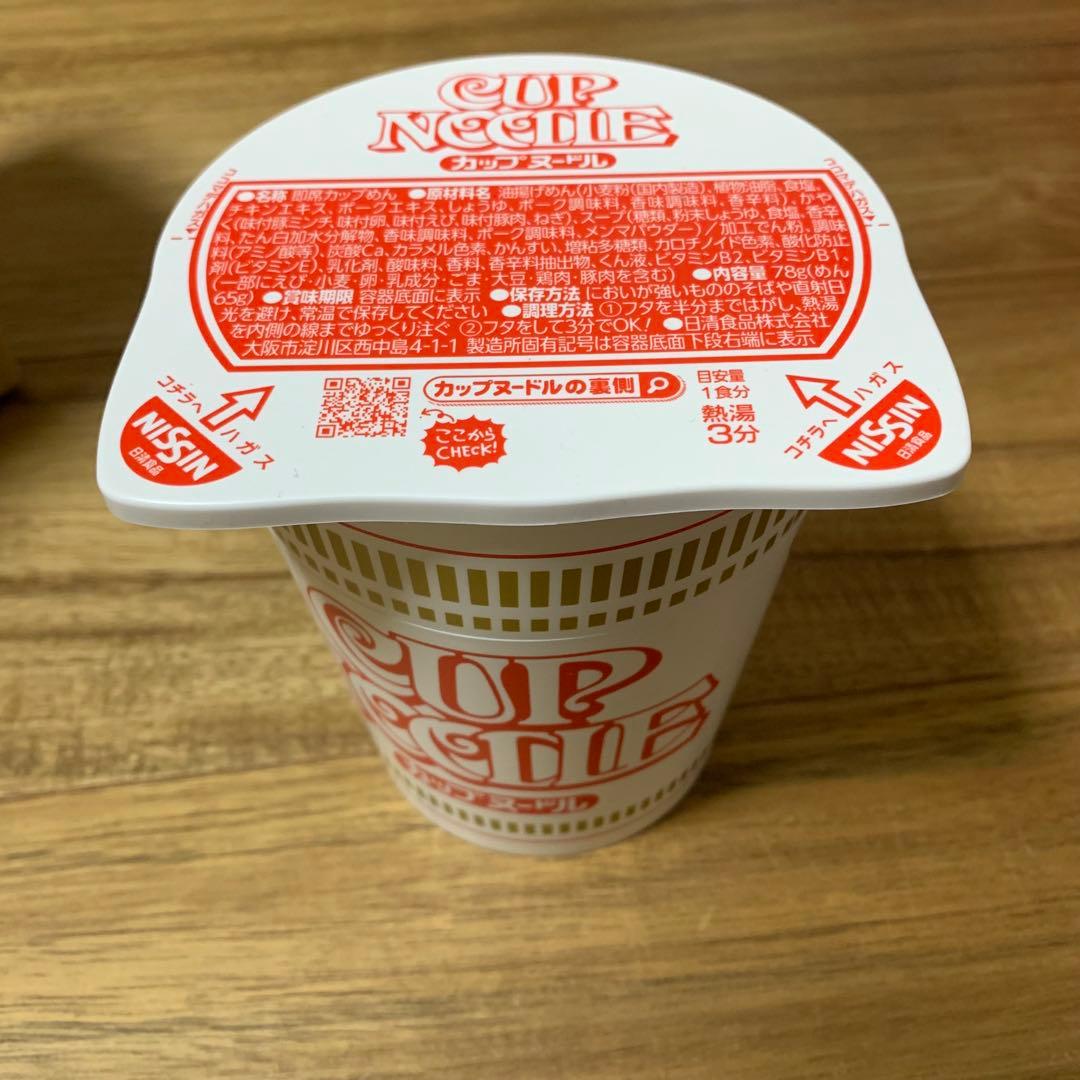 CUP
NOODLE
カップヌードル
●名称 即席カップめん ●原材料名 油揚げめん(小麦粉(国内製造)、植物油脂、食塩、
チキンエキス、ポークエキス、しょうゆ、ポーク調味料、香味調味料、香辛料)、かや
く(味付豚ミンチ、味付卵、味付えび、味付豚肉、ねぎ)、スープ(糖類、粉末しょうゆ、食塩、香辛
料、たん白加水分解物、香味調味料、ポーク調味料、メンマパウダー)/加工でん粉、調味
料(アミノ酸等)、炭酸Ca、カラメル色素、かんすい、増粘多糖類、カロチノイド色素、酸化防止
剤(ビタミンE)、乳化剤、酸味料、香料、香辛料抽出物、くん液、ビタミンB2、ビタミンB1、
(一部にえび・小麦・卵・乳成分・ごま・大豆・鶏肉・豚肉を含む) ●内容量 78g(めん
65g) ●賞味期限 容器底面に表示 ●保存方法 においが強いもののそばや直射日
光を避け、常温で保存してください ●調理方法 ①フタを半分まではがし、熱湯
を内側の線までゆっくり注ぐ ②フタをして3分でOK! ●日清食品株式会社
大阪市淀川区西中島4-1-1 製造所固有記号は容器底面下段右端に表示
コチラへ
ハガス
NISSIN
日清食品
カップヌードルの裏側
ここから
CHECK!
目安量
1食分
熱湯
3分
コチラへ
ハガス
NISSIN
日清食品
CUP
NOODLE
カップヌードル